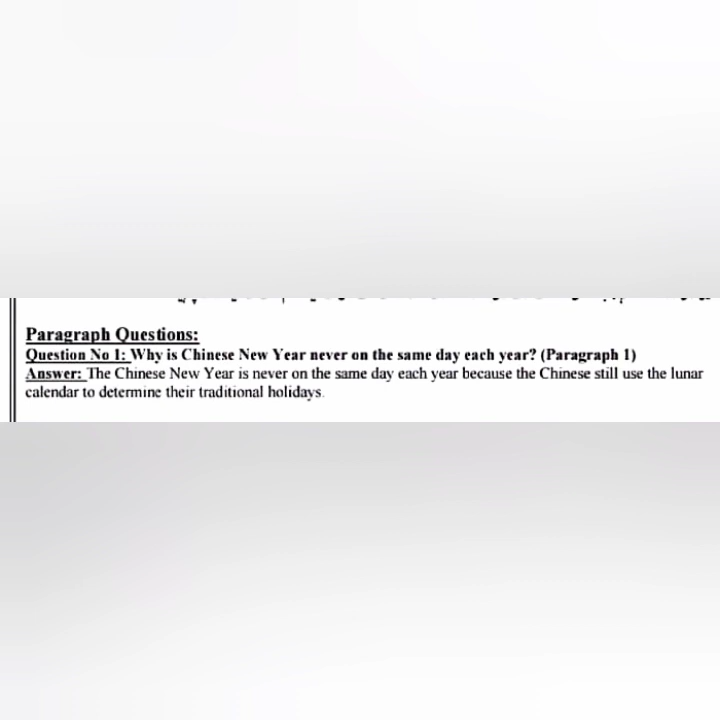 Paragraph Questions:
Question No 1: Why is Chinese New Year never on the same day each year? (Paragraph 1)
Answer: The Chinese New Year is never on the same day each year because the Chinese still use the lunar
calendar to determine their traditional holidays.